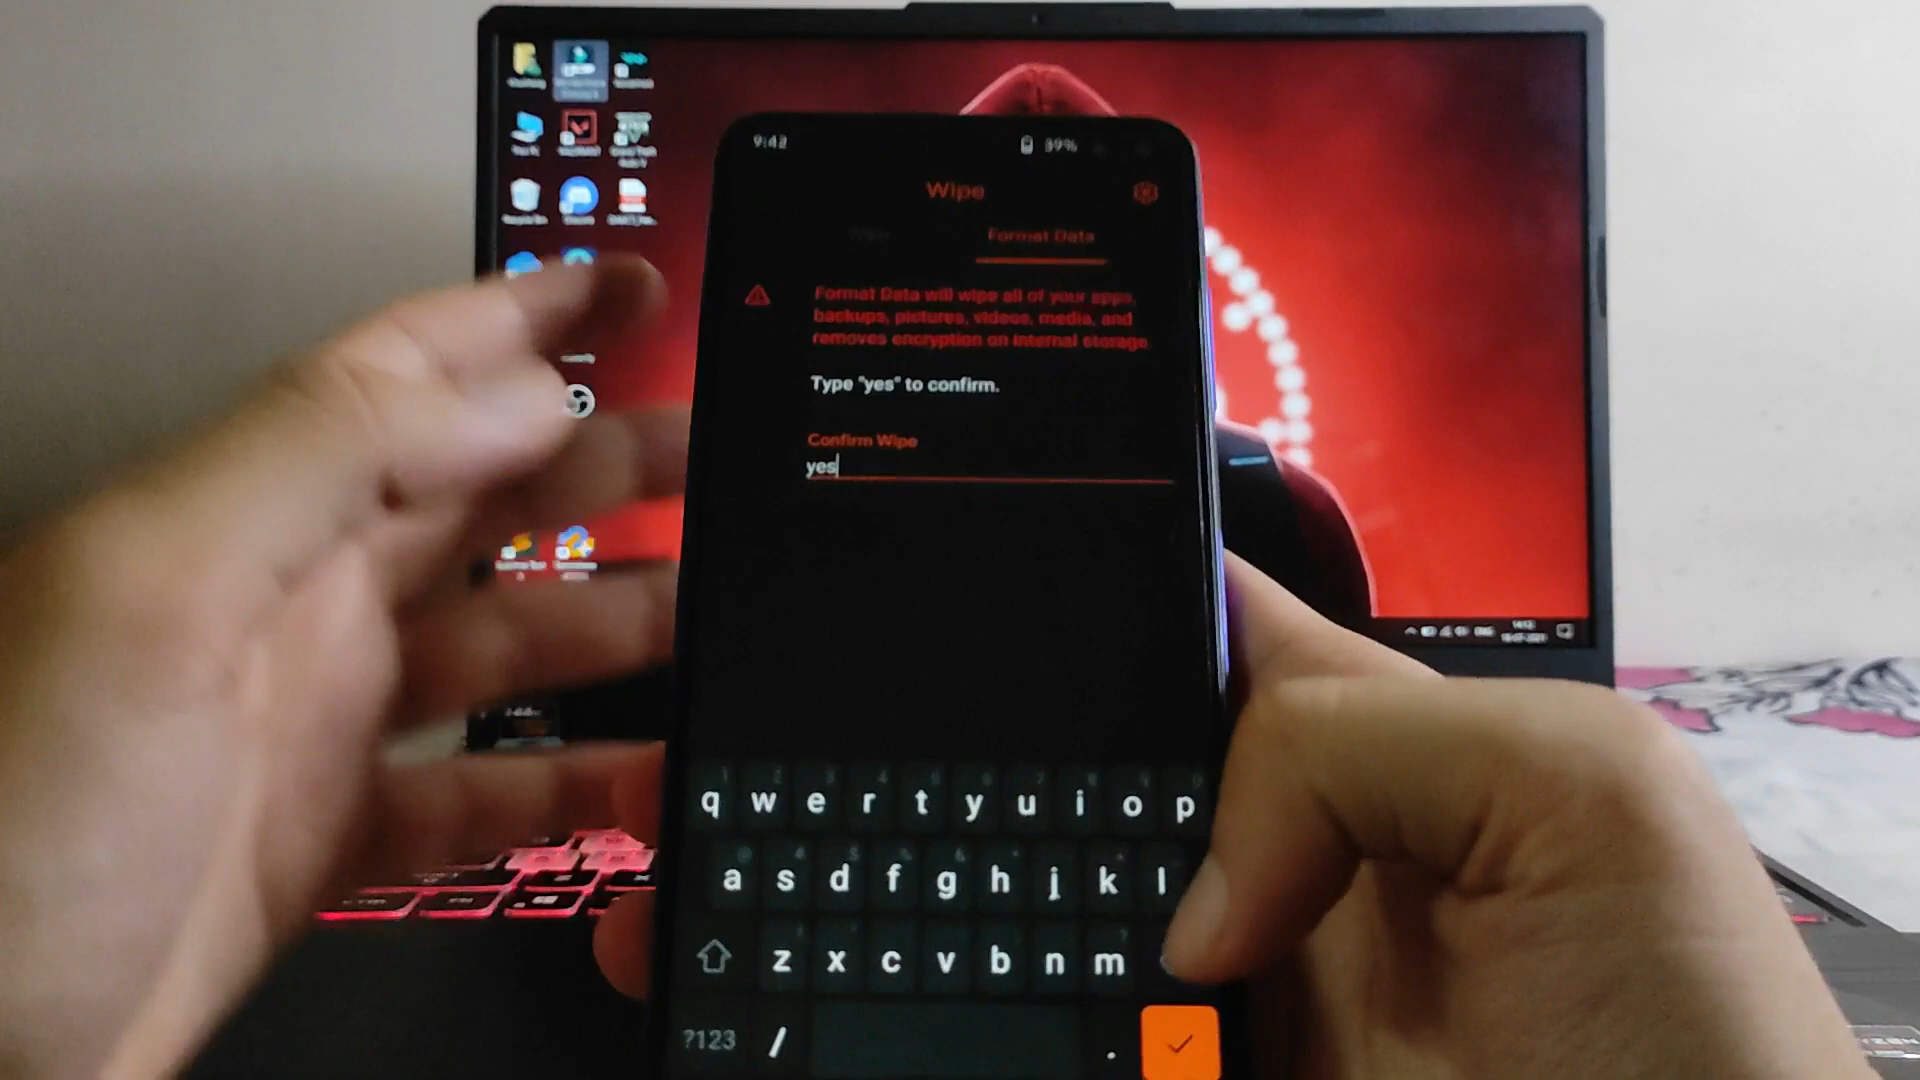 9:42
39%
Wipe
Format Data
Format Data will wipe all of your apps,
backups, pictures, videos, media, and
removes encryption on internal storage.
Type "yes" to confirm.
Confirm Wipe
yes
q w e r t y u i o p
a s d f g h j k l
z x c v b n m
?123 / .